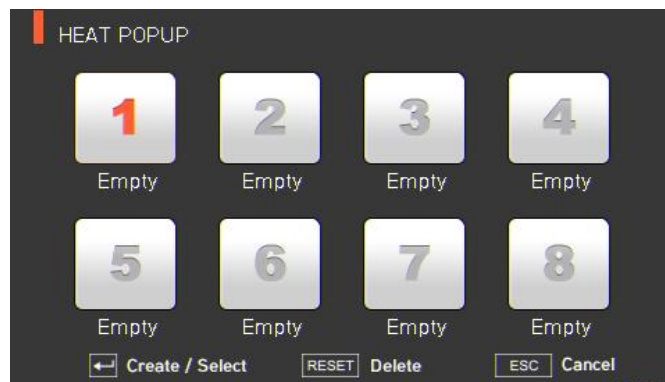 HEAT POPUP
1 2 3 4
Empty Empty Empty Empty
5 6 7 8
Empty Empty Empty Empty
Create / Select RESET Delete ESC Cancel